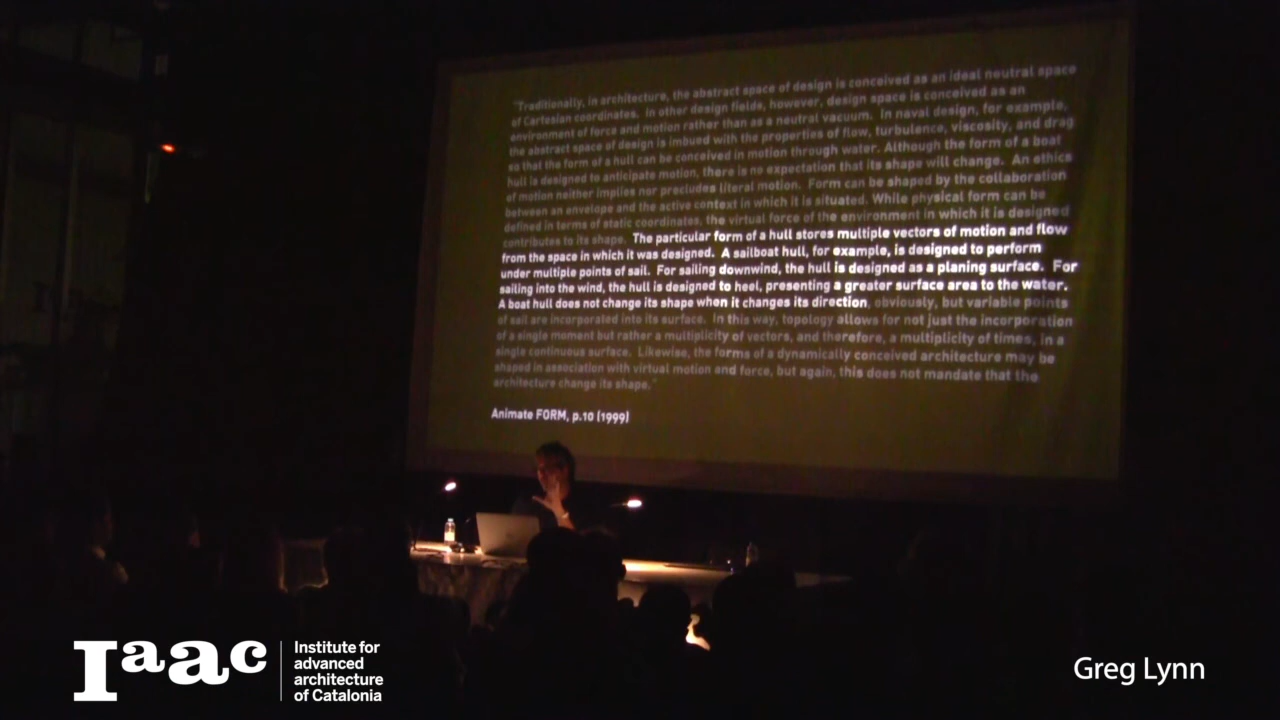 "Traditionally, in architecture, the abstract space of design is conceived as an ideal neutral space
of Cartesian coordinates. In other design fields, however, design space is conceived as an
environment of force and motion rather than as a neutral vacuum. In naval design, for example,
the abstract space of design is imbued with the properties of flow, turbulence, viscosity, and drag
so that the form of a hull can be conceived in motion through water. Although the form of a boat
hull is designed to anticipate motion, there is no expectation that its shape will change. An ethics
of motion neither implies nor precludes literal motion. Form can be shaped by the collaboration
between an envelope and the active context in which it is situated. While physical form can be
defined in terms of static coordinates, the virtual force of the environment in which it is designed
contributes to its shape. The particular form of a hull stores multiple vectors of motion and flow
from the space in which it was designed. A sailboat hull, for example, is designed to perform
under multiple points of sail. For sailing downwind, the hull is designed as a planing surface. For
sailing into the wind, the hull is designed to heel, presenting a greater surface area to the water.
A boat hull does not change its shape when it changes its direction, obviously, but variable points
of sail are incorporated into its surface. In this way, topology allows for not just the incorporation
of a single moment but rather a multiplicity of vectors, and therefore, a multiplicity of times, in a
single continuous surface. Likewise, the forms of a dynamically conceived architecture may be
shaped in association with virtual motion and force, but again, this does not mandate that the
architecture change its shape."
Animate FORM, p.10 (1999)
Iaac
Institute for
advanced
architecture
of Catalonia
Greg Lynn